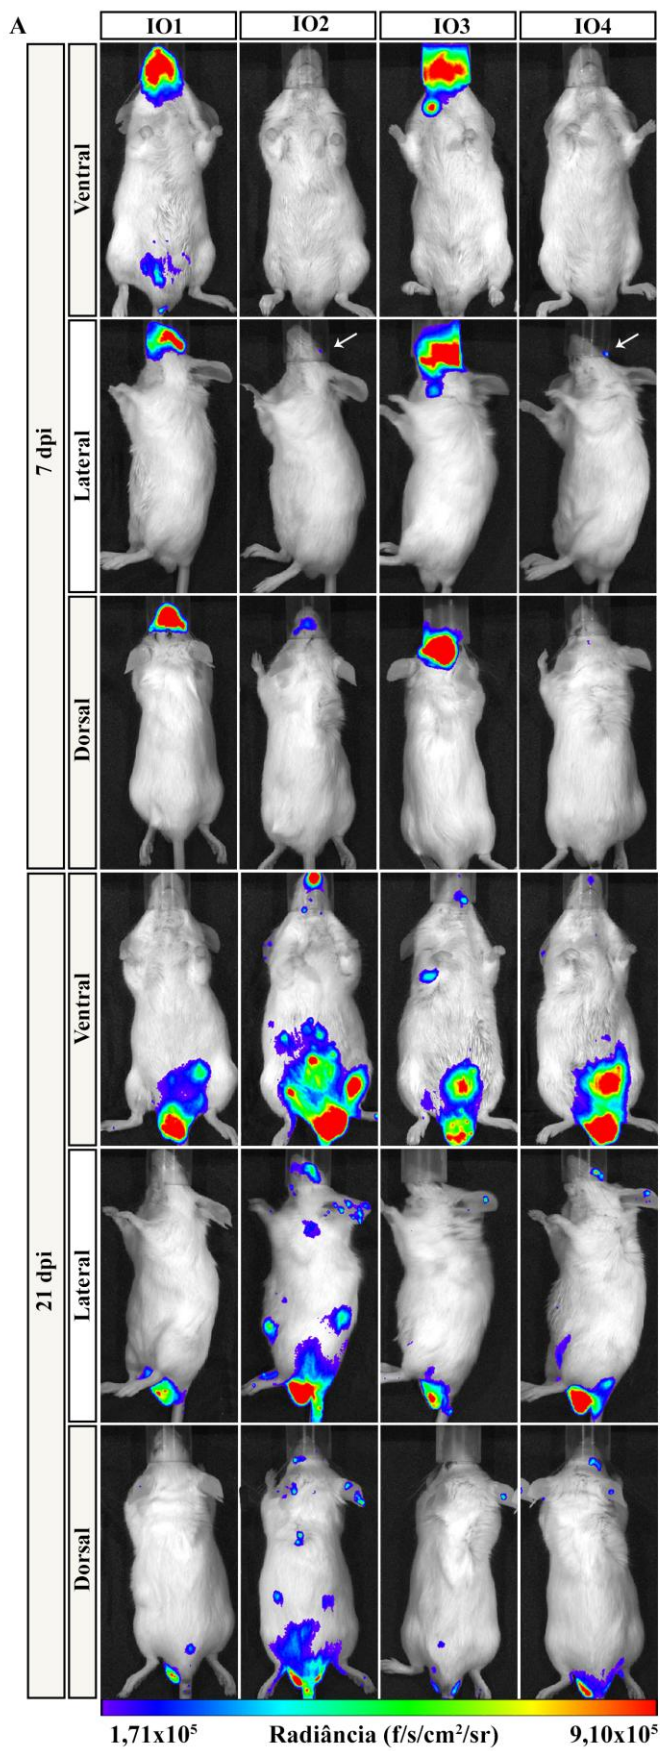 A
IO1 IO2 IO3 IO4
7 dpi
Ventral
Lateral
Dorsal
21 dpi
Ventral
Lateral
Dorsal
1,71x10⁵ Radiância (f/s/cm²/sr) 9,10x10⁵